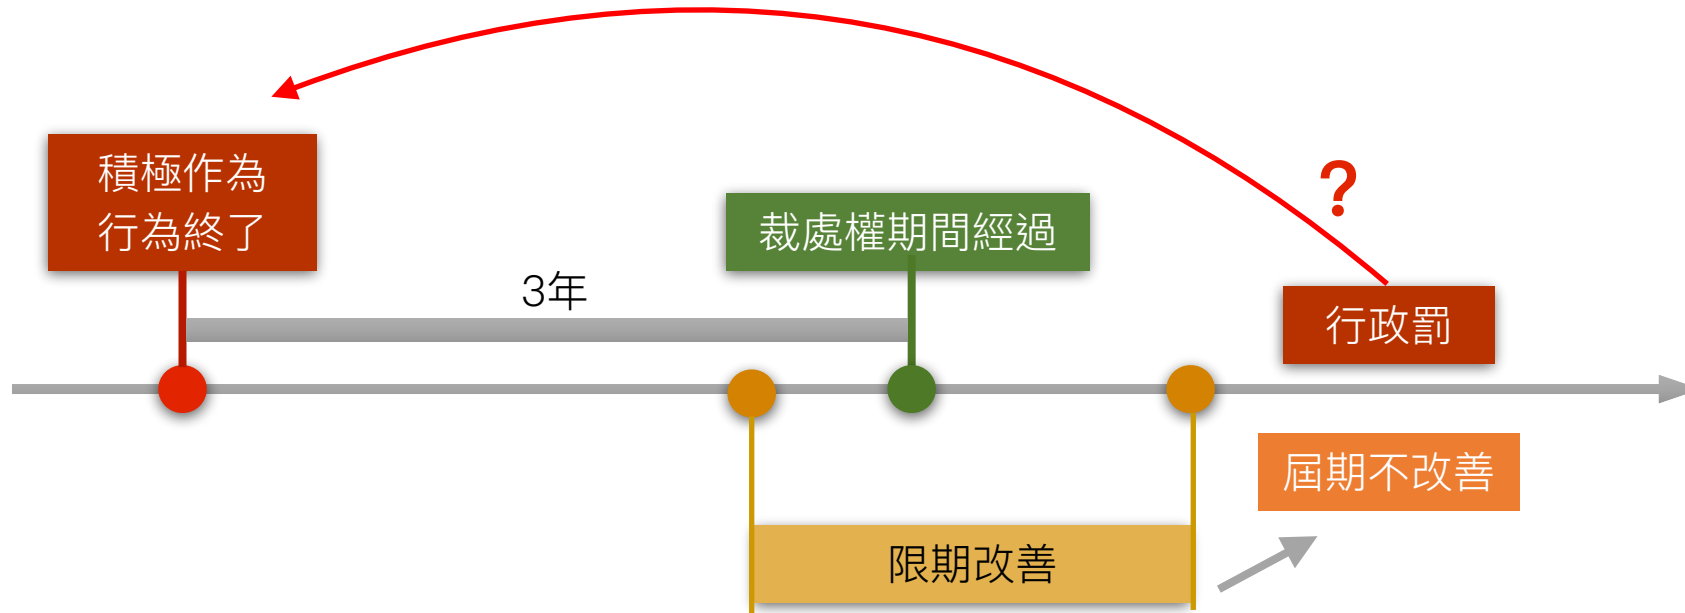 積極作為
行為終了
?
裁處權期間經過
3年
行政罰
屆期不改善
限期改善